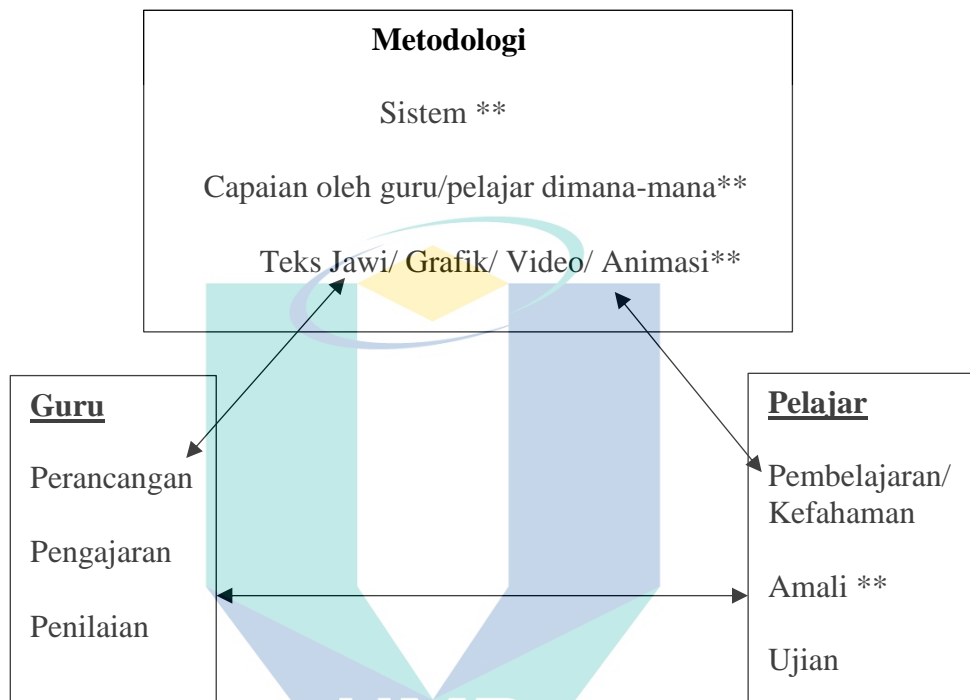 Metodologi
Sistem **
Capaian oleh guru/pelajar dimana-mana**
Teks Jawi/ Grafik/ Video/ Animasi**
Guru
Perancangan
Pengajaran
Penilaian
Pelajar
Pembelajaran/
Kefahaman
Amali **
Ujian